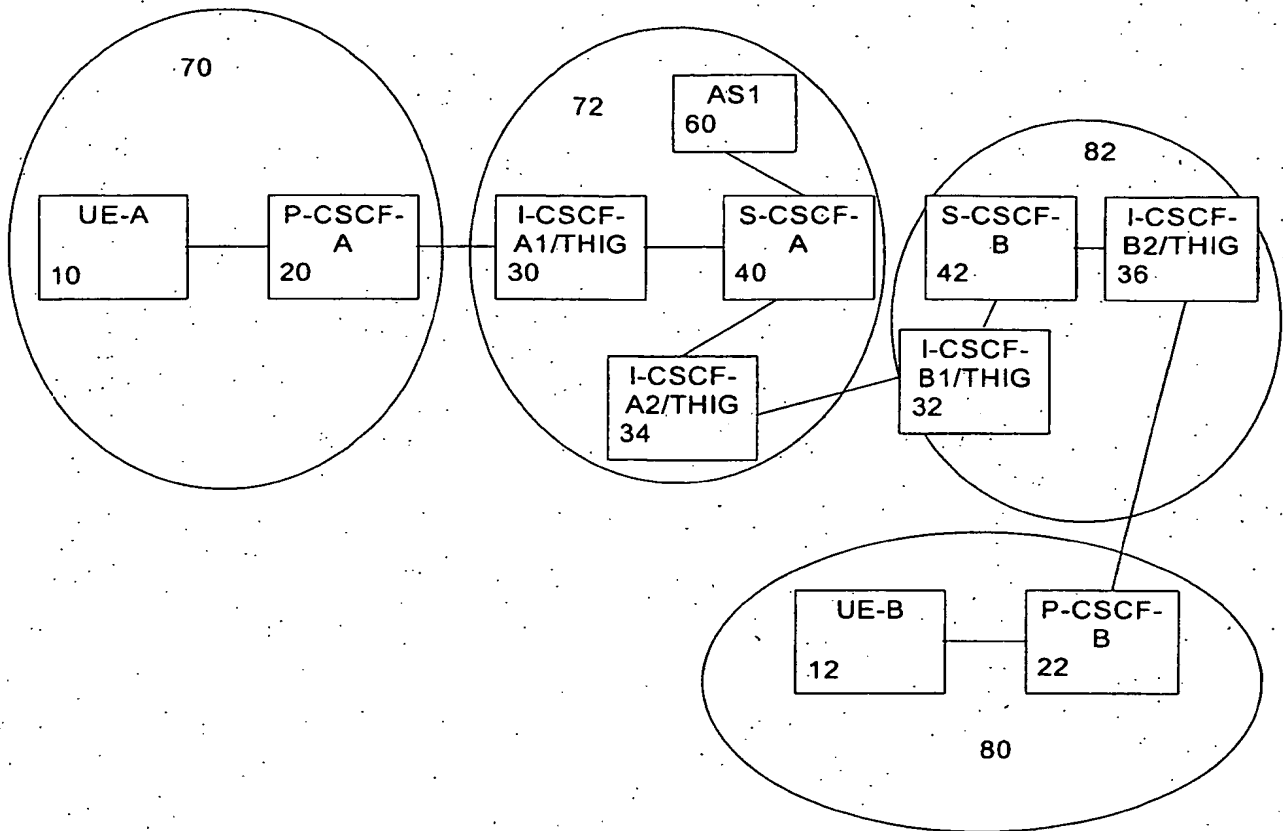 70
72
AS1
60
82
UE-A
10
P-CSCF-
A
20
I-CSCF-
A1/THIG
30
S-CSCF-
A
40
S-CSCF-
B
42
I-CSCF-
B2/THIG
36
I-CSCF-
A2/THIG
34
I-CSCF-
B1/THIG
32
UE-B
12
P-CSCF-
B
22
80